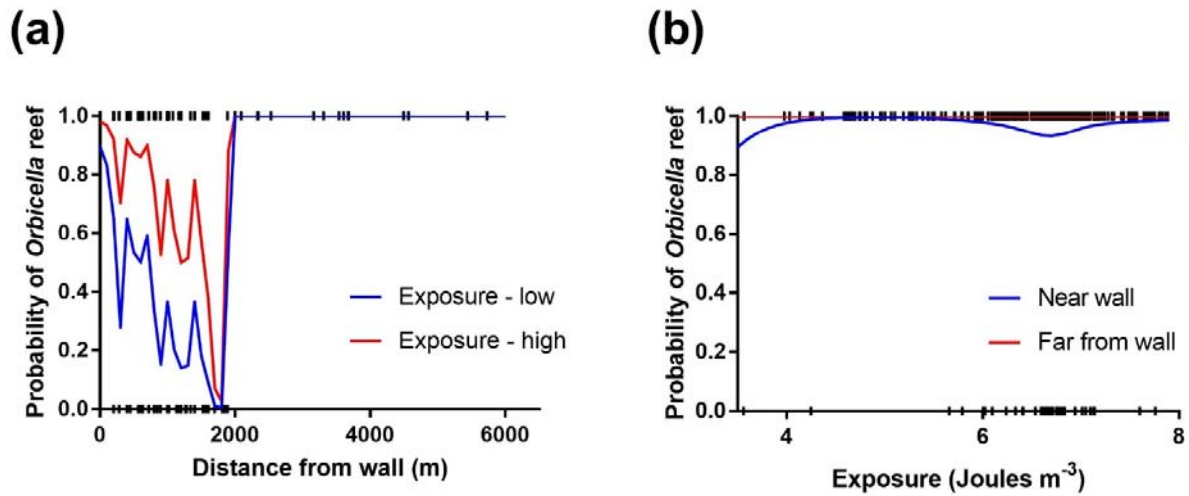 (a)
Probability of Orbicella reef
1.0
0.8
0.6
0.4
0.2
0.0
0 2000 4000 6000
Distance from wall (m)
Exposure - low
Exposure - high
(b)
Probability of Orbicella reef
1.0
0.8
0.6
0.4
0.2
0.0
4 6 8
Exposure (Joules m⁻³)
Near wall
Far from wall